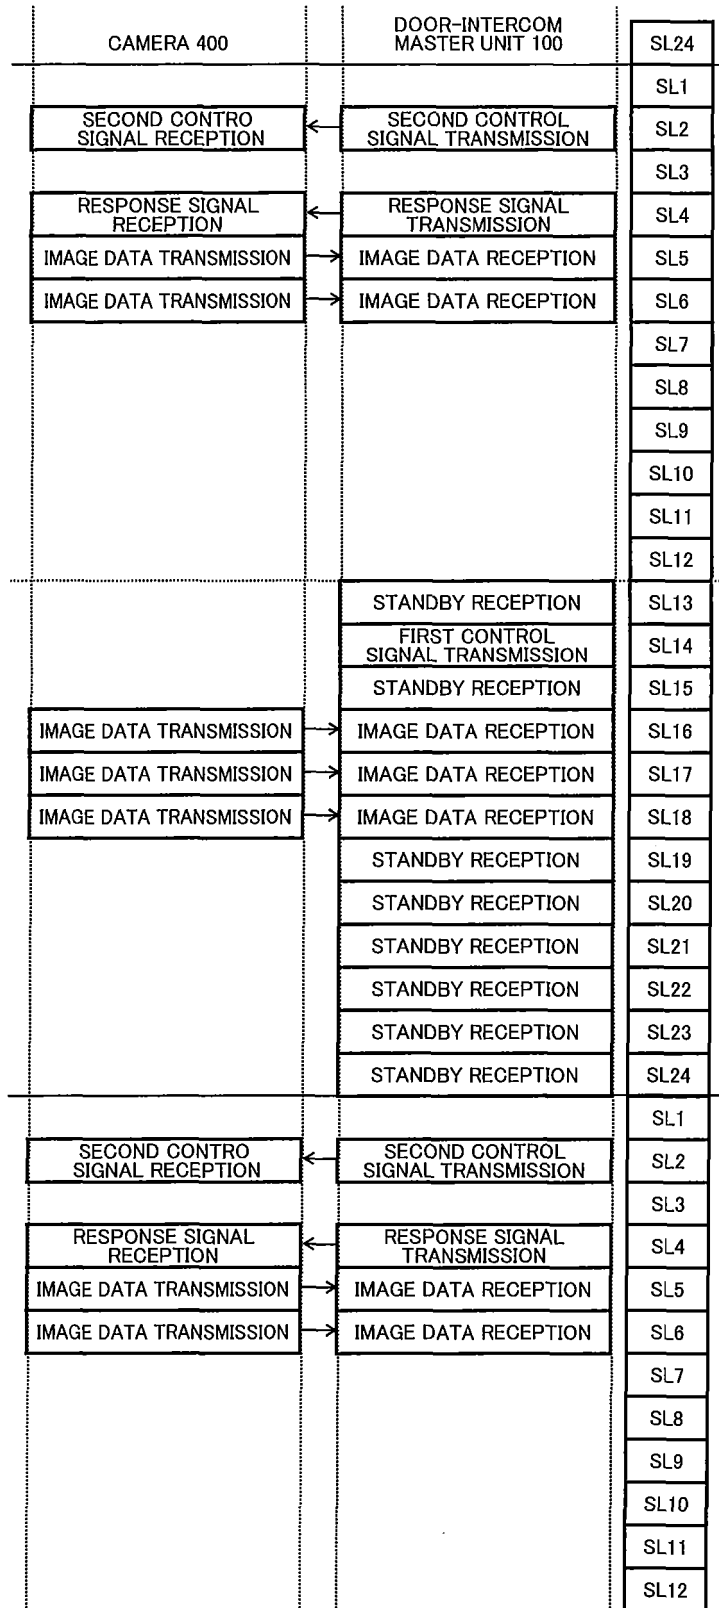 CAMERA 400
DOOR-INTERCOM
MASTER UNIT 100
SL24
SL1
SECOND CONTRO
SIGNAL RECEPTION
SECOND CONTROL
SIGNAL TRANSMISSION
SL2
SL3
RESPONSE SIGNAL
RECEPTION
RESPONSE SIGNAL
TRANSMISSION
SL4
IMAGE DATA TRANSMISSION
IMAGE DATA RECEPTION
SL5
IMAGE DATA TRANSMISSION
IMAGE DATA RECEPTION
SL6
SL7
SL8
SL9
SL10
SL11
SL12
STANDBY RECEPTION
SL13
FIRST CONTROL
SIGNAL TRANSMISSION
SL14
STANDBY RECEPTION
SL15
IMAGE DATA TRANSMISSION
IMAGE DATA RECEPTION
SL16
IMAGE DATA TRANSMISSION
IMAGE DATA RECEPTION
SL17
IMAGE DATA TRANSMISSION
IMAGE DATA RECEPTION
SL18
STANDBY RECEPTION
SL19
STANDBY RECEPTION
SL20
STANDBY RECEPTION
SL21
STANDBY RECEPTION
SL22
STANDBY RECEPTION
SL23
STANDBY RECEPTION
SL24
SL1
SECOND CONTRO
SIGNAL RECEPTION
SECOND CONTROL
SIGNAL TRANSMISSION
SL2
SL3
RESPONSE SIGNAL
RECEPTION
RESPONSE SIGNAL
TRANSMISSION
SL4
IMAGE DATA TRANSMISSION
IMAGE DATA RECEPTION
SL5
IMAGE DATA TRANSMISSION
IMAGE DATA RECEPTION
SL6
SL7
SL8
SL9
SL10
SL11
SL12